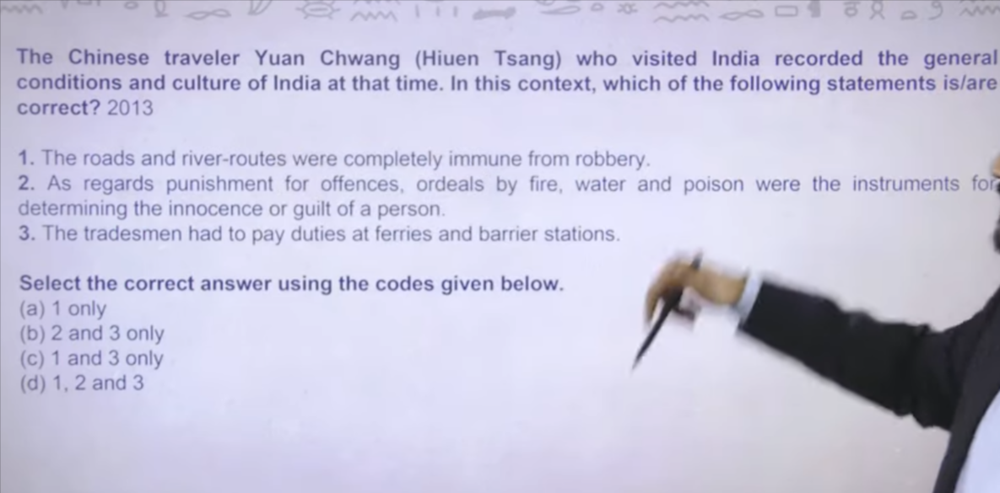 The Chinese traveler Yuan Chwang (Hiuen Tsang) who visited India recorded the general
conditions and culture of India at that time. In this context, which of the following statements is/are
correct? 2013
1. The roads and river-routes were completely immune from robbery.
2. As regards punishment for offences, ordeals by fire, water and poison were the instruments for
determining the innocence or guilt of a person.
3. The tradesmen had to pay duties at ferries and barrier stations.
Select the correct answer using the codes given below.
(a) 1 only
(b) 2 and 3 only
(c) 1 and 3 only
(d) 1, 2 and 3